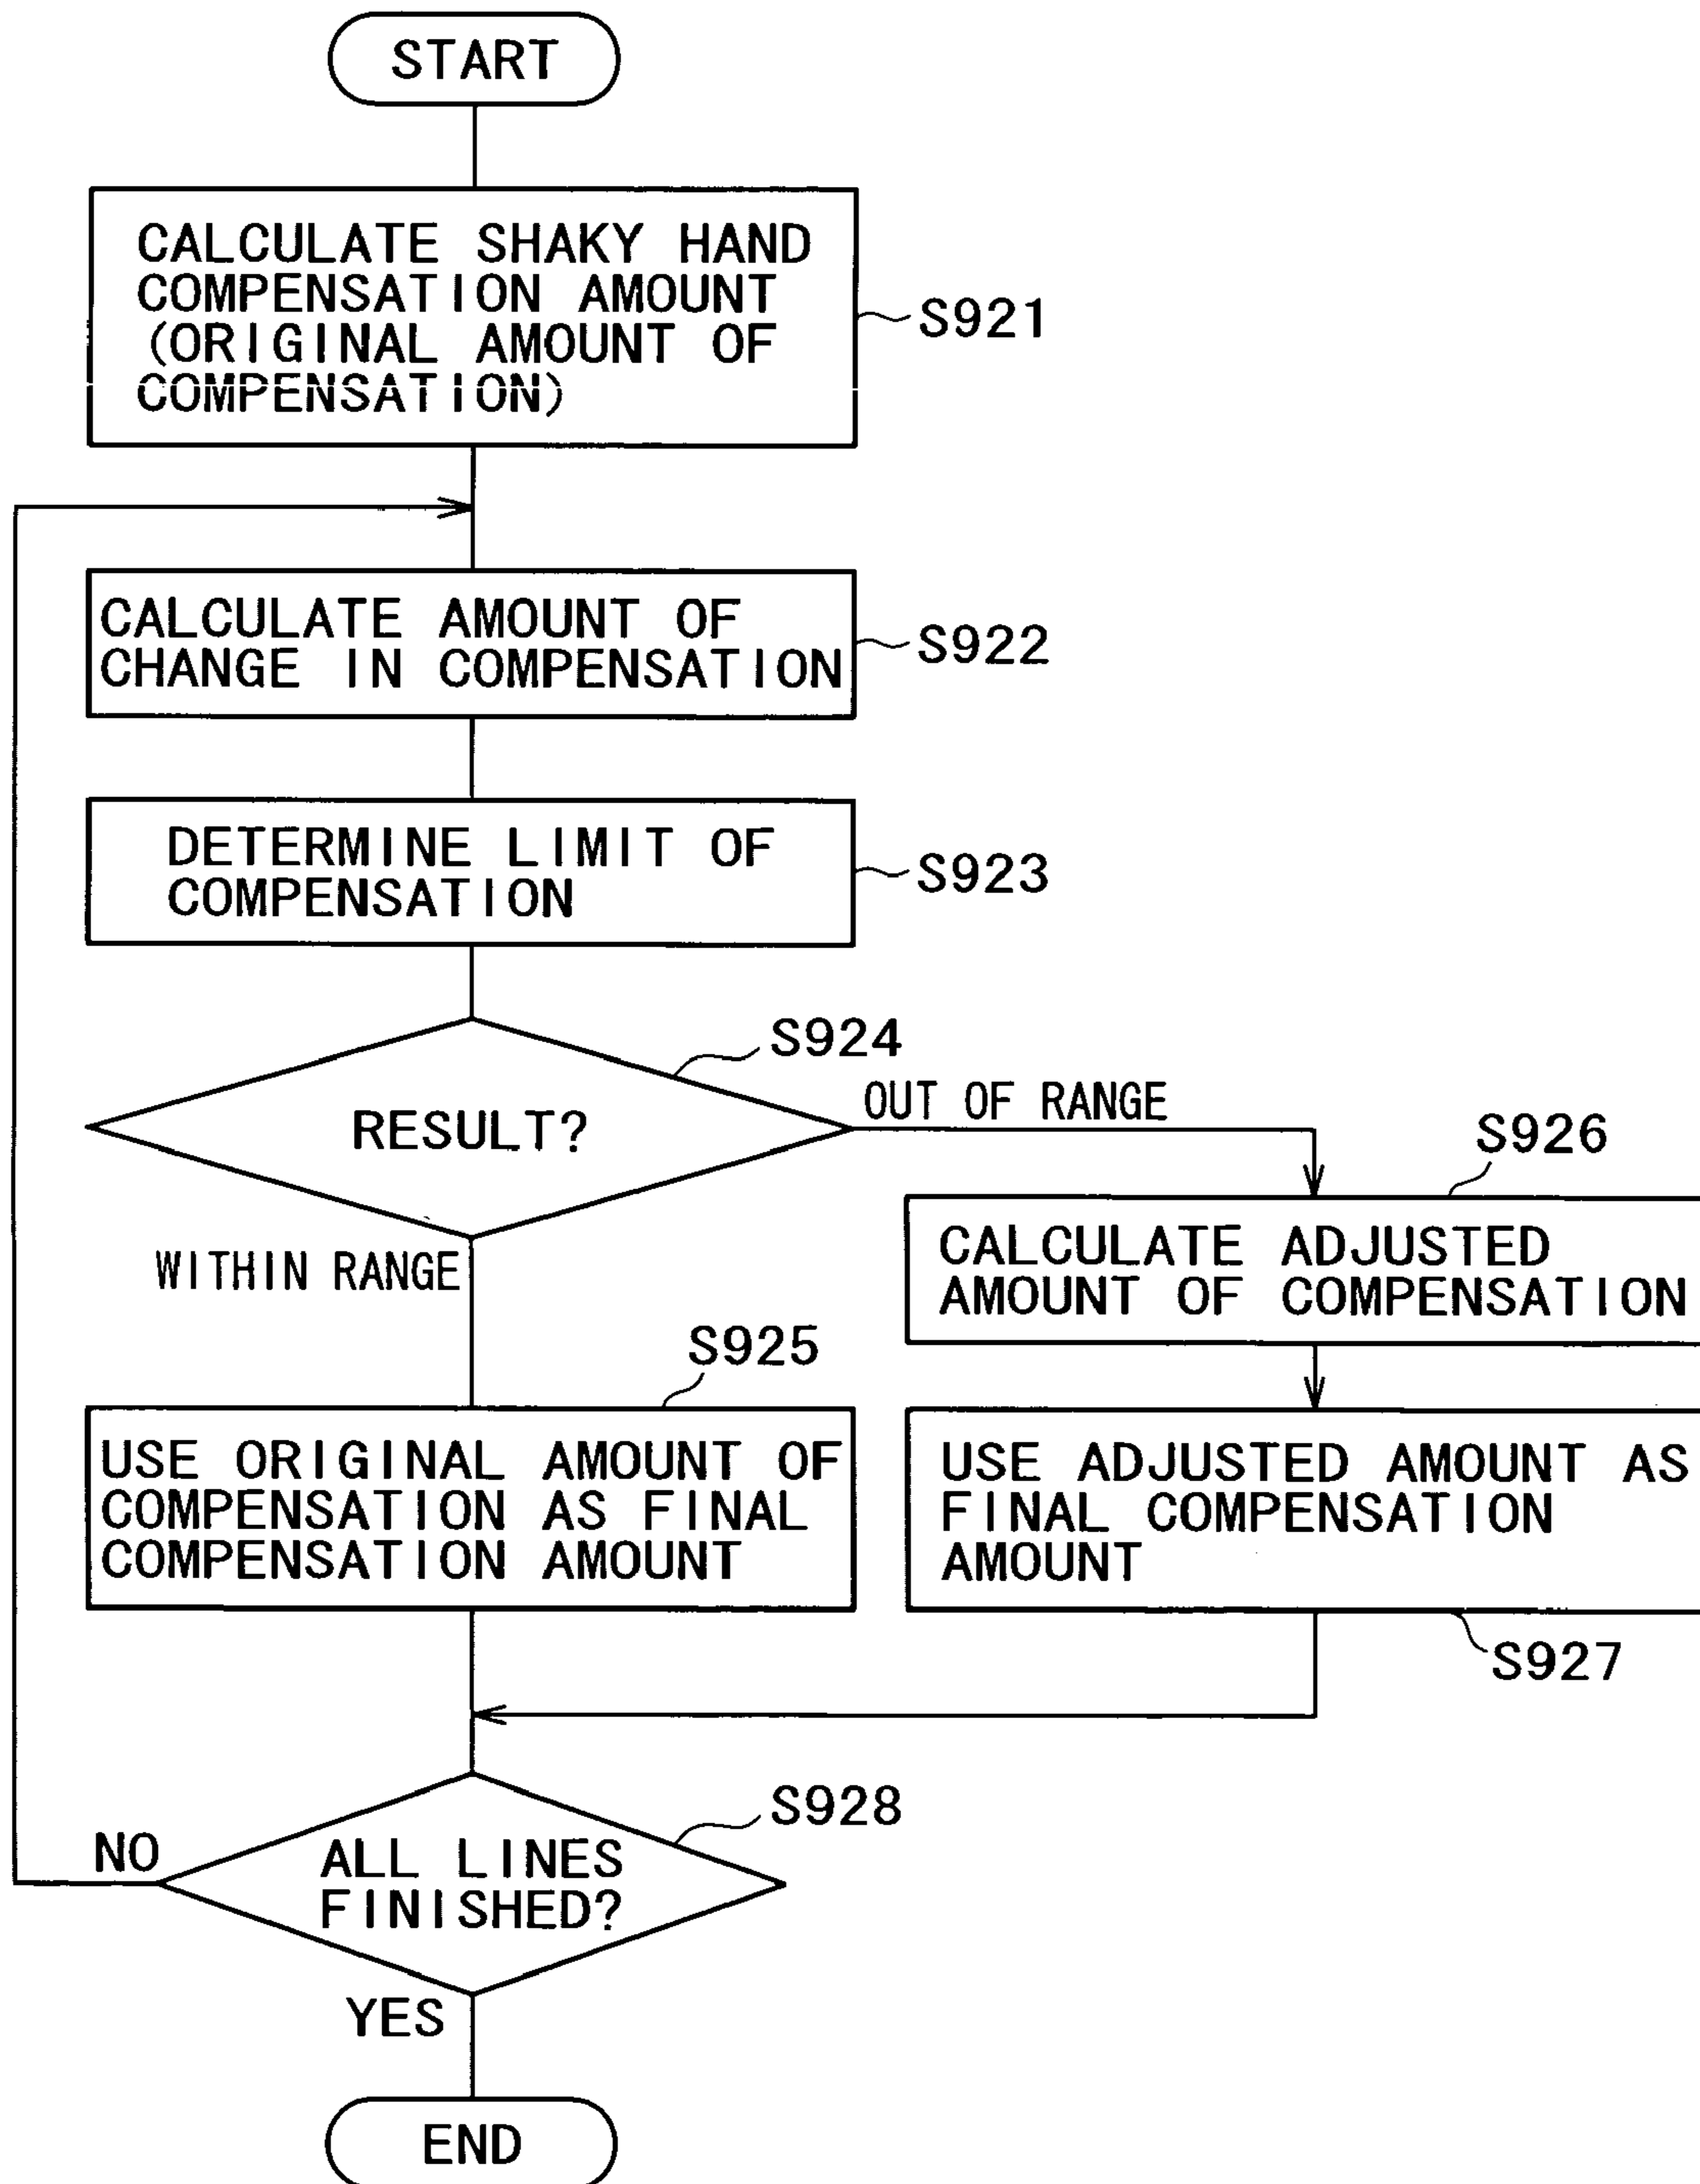 START
CALCULATE SHAKY HAND
COMPENSATION AMOUNT
(ORIGINAL AMOUNT OF
COMPENSATION)
S921
CALCULATE AMOUNT OF
CHANGE IN COMPENSATION
S922
DETERMINE LIMIT OF
COMPENSATION
S923
S924
RESULT?
OUT OF RANGE
WITHIN RANGE
S926
CALCULATE ADJUSTED
AMOUNT OF COMPENSATION
S925
USE ORIGINAL AMOUNT OF
COMPENSATION AS FINAL
COMPENSATION AMOUNT
USE ADJUSTED AMOUNT AS
FINAL COMPENSATION
AMOUNT
S927
S928
ALL LINES
FINISHED?
NO
YES
END